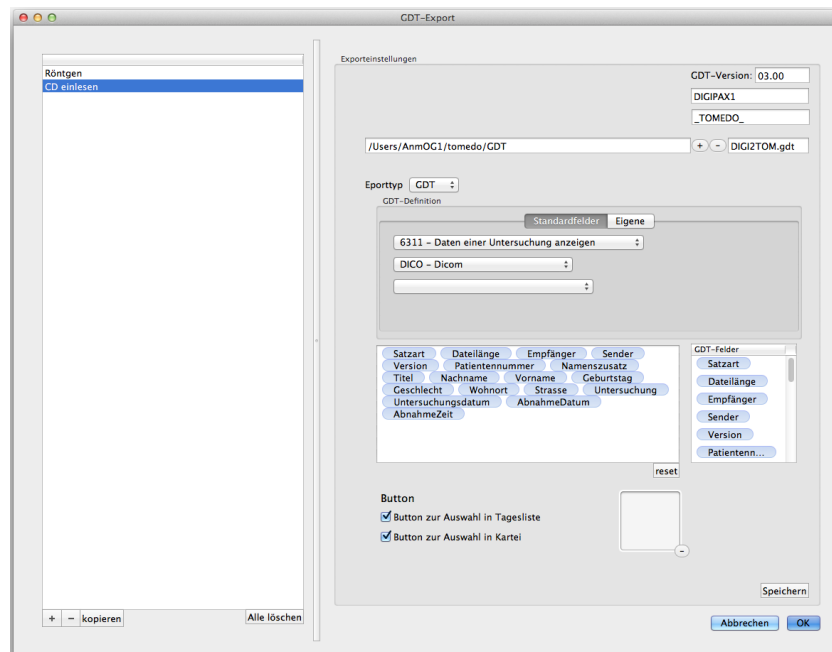 GDT-Export
Röntgen
CD einlesen
Exporteinstellungen
GDT-Version: 03.00
DIGIPAX1
_TOMEDO_
/Users/AnmOG1/tomedo/GDT + - DIGI2TOM.gdt
Eporttyp GDT
GDT-Definition
Standardfelder Eigene
6311 - Daten einer Untersuchung anzeigen
DICO - Dicom
Satzart Dateilänge Empfänger Sender
Version Patientennummer Namenszusatz
Titel Nachname Vorname Geburtstag
Geschlecht Wohnort Strasse Untersuchung
Untersuchungsdatum AbnahmeDatum
AbnahmeZeit
GDT-Felder
Satzart
Dateilänge
Empfänger
Sender
Version
Patientenn...
reset
Button
Button zur Auswahl in Tagesliste
Button zur Auswahl in Kartei
-
Speichern
+ - kopieren Alle löschen
Abbrechen OK